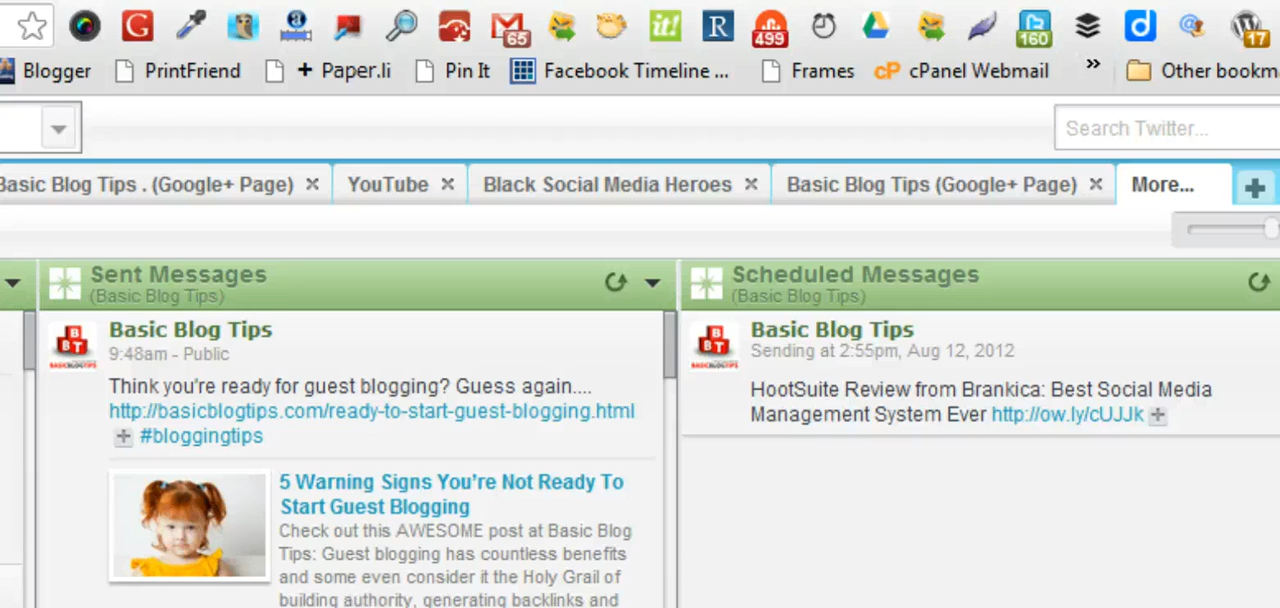 65
499
160
17
Blogger PrintFriend + Paper.li Pin It Facebook Timeline ... Frames cP cPanel Webmail » Other bookm
Search Twitter...
Basic Blog Tips . (Google+ Page) YouTube Black Social Media Heroes Basic Blog Tips (Google+ Page) More...
Sent Messages
(Basic Blog Tips)
Basic Blog Tips
9:48am - Public
Think you're ready for guest blogging? Guess again....
http://basicblogtips.com/ready-to-start-guest-blogging.html
#bloggingtips
5 Warning Signs You're Not Ready To
Start Guest Blogging
Check out this AWESOME post at Basic Blog
Tips: Guest blogging has countless benefits
and some even consider it the Holy Grail of
building authority, generating backlinks and
Scheduled Messages
(Basic Blog Tips)
Basic Blog Tips
Sending at 2:55pm, Aug 12, 2012
HootSuite Review from Brankica: Best Social Media
Management System Ever http://ow.ly/cUJJk